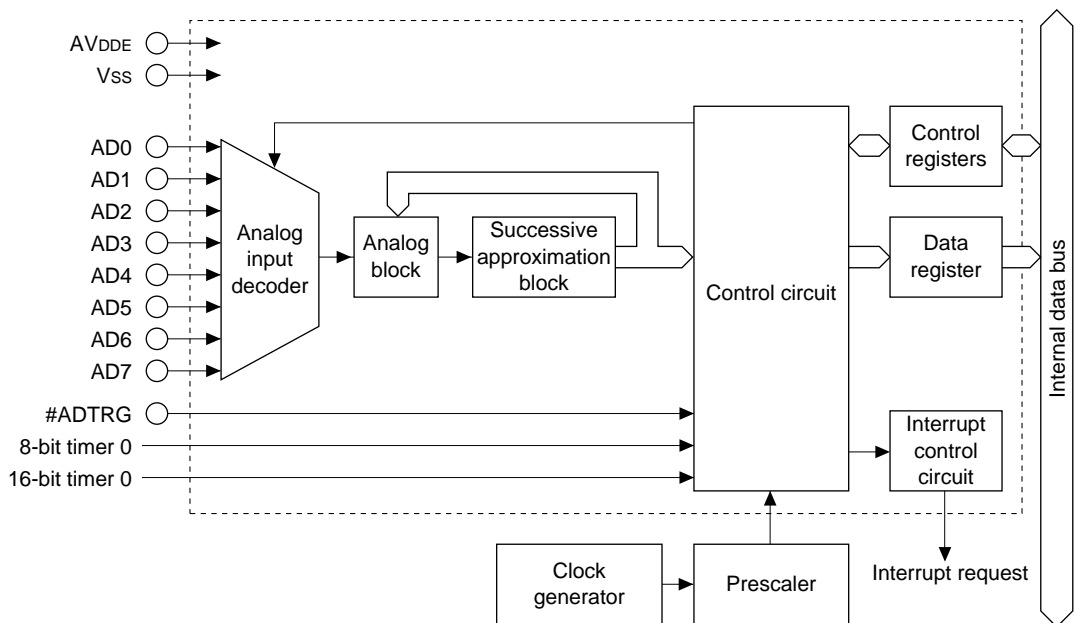 AVDDE
VSS
AD0
AD1
AD2
AD3
AD4
AD5
AD6
AD7
#ADTRG
8-bit timer 0
16-bit timer 0
Analog
input
decoder
Analog
block
Successive
approximation
block
Control circuit
Control
registers
Data
register
Interrupt
control
circuit
Internal data bus
Clock
generator
Prescaler
Interrupt request